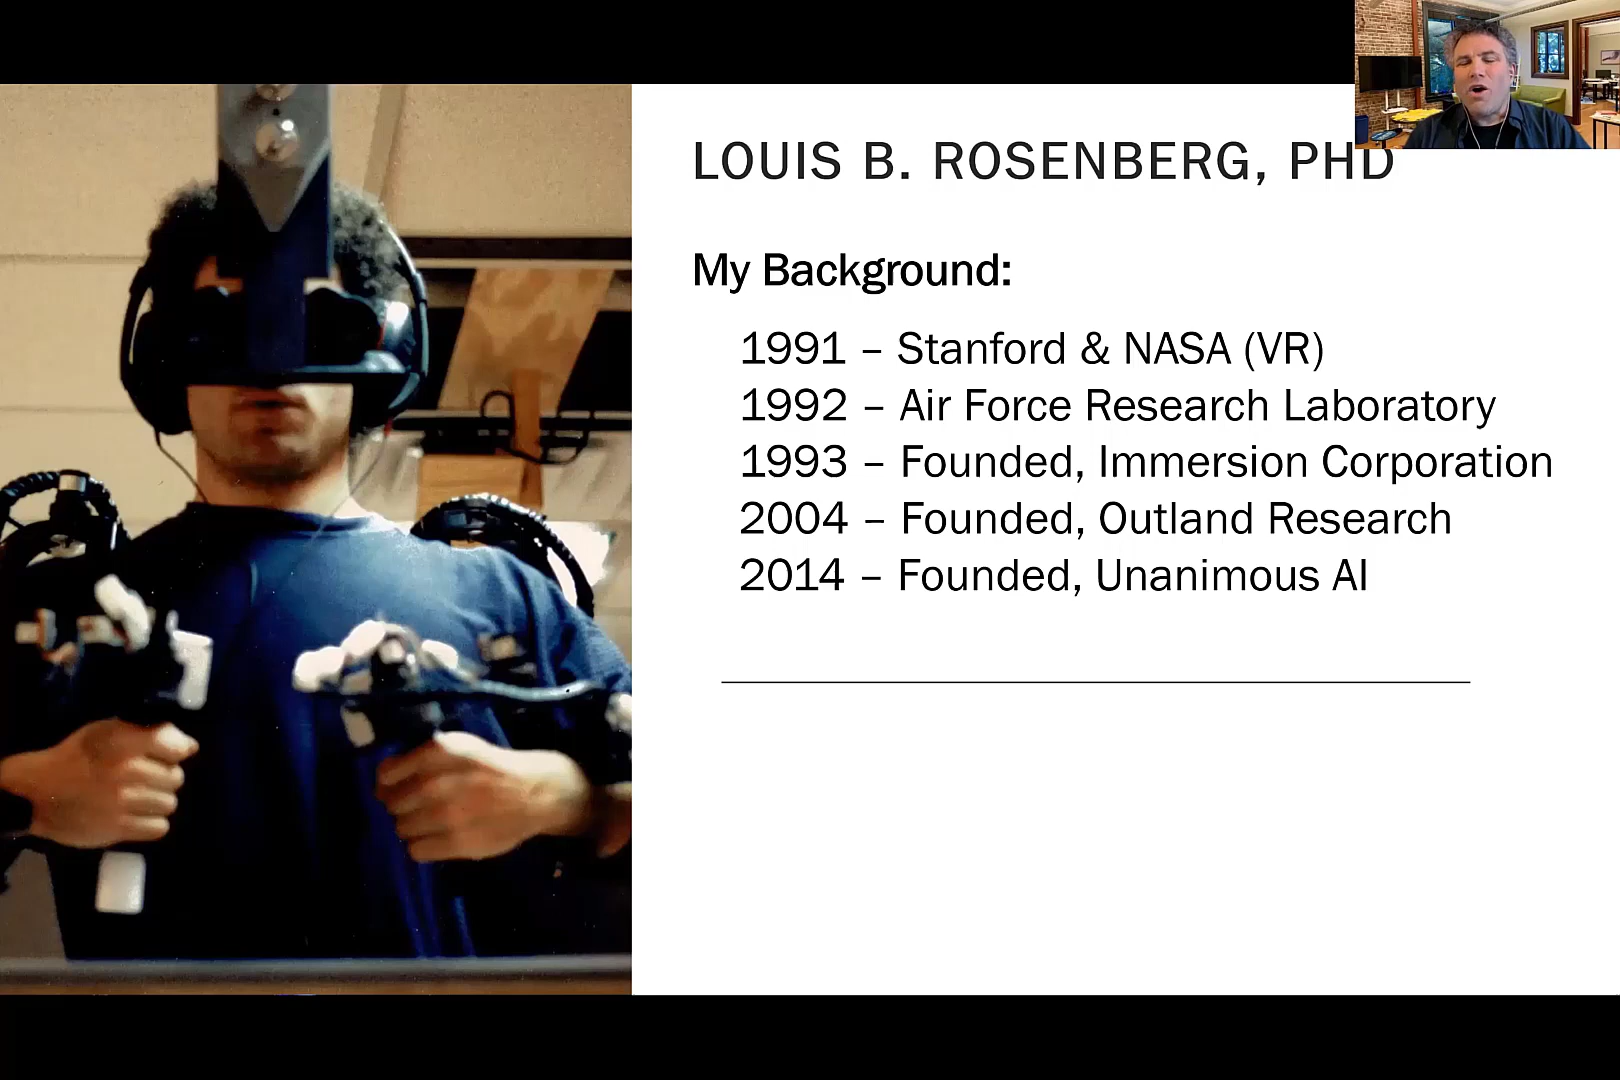 LOUIS B. ROSENBERG, PHD
My Background:
1991 – Stanford & NASA (VR)
1992 – Air Force Research Laboratory
1993 – Founded, Immersion Corporation
2004 – Founded, Outland Research
2014 – Founded, Unanimous AI